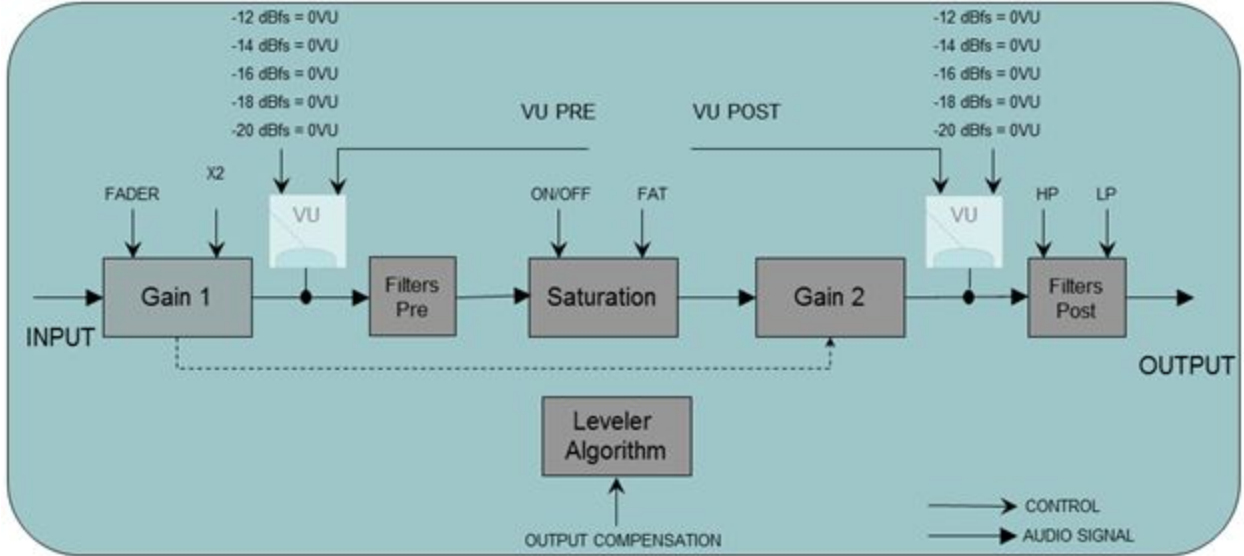 -12 dBfs = 0VU
-14 dBfs = 0VU
-16 dBfs = 0VU
-18 dBfs = 0VU
-20 dBfs = 0VU
-12 dBfs = 0VU
-14 dBfs = 0VU
-16 dBfs = 0VU
-18 dBfs = 0VU
-20 dBfs = 0VU
VU PRE
VU POST
FADER
X2
VU
ON/OFF
FAT
VU
HP
LP
INPUT
Gain 1
Filters
Pre
Saturation
Gain 2
Filters
Post
OUTPUT
Leveler
Algorithm
OUTPUT COMPENSATION
CONTROL
AUDIO SIGNAL